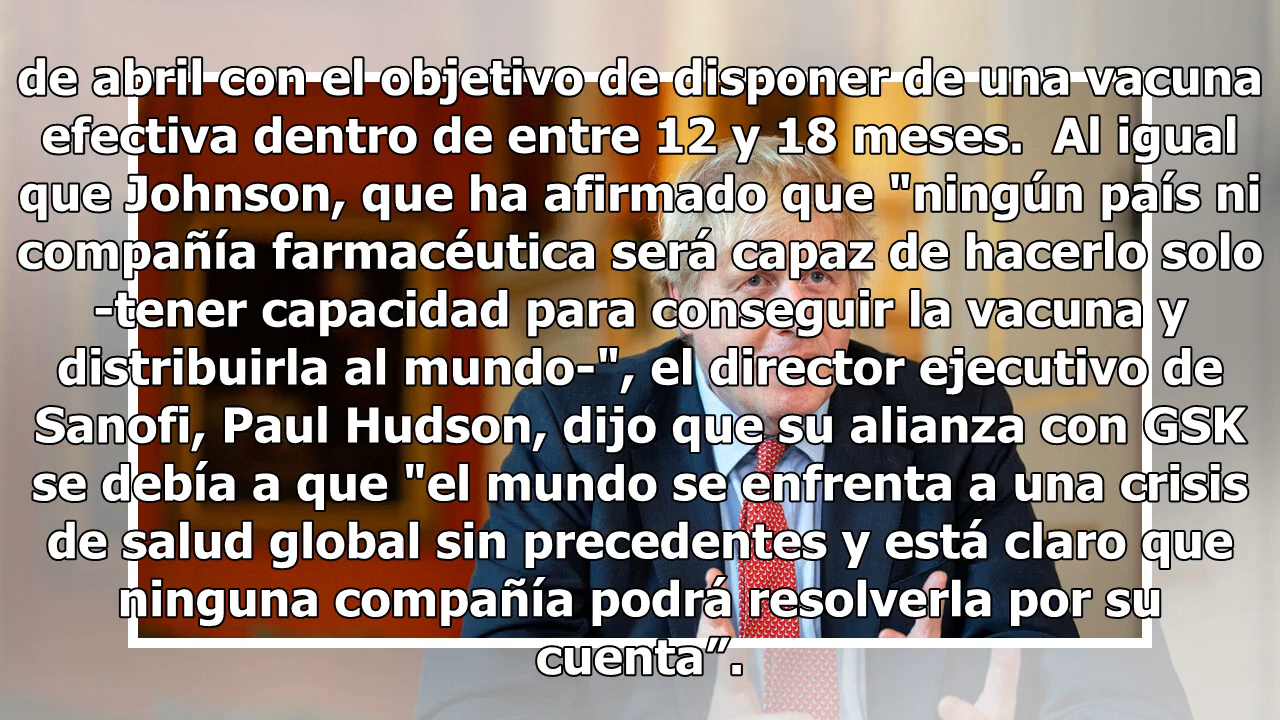 de abril con el objetivo de disponer de una vacuna
efectiva dentro de entre 12 y 18 meses.  Al igual
que Johnson, que ha afirmado que "ningún país ni
compañía farmacéutica será capaz de hacerlo solo
-tener capacidad para conseguir la vacuna y
distribuirla al mundo-", el director ejecutivo de
Sanofi, Paul Hudson, dijo que su alianza con GSK
se debía a que "el mundo se enfrenta a una crisis
de salud global sin precedentes y está claro que
ninguna compañía podrá resolverla por su
cuenta”.